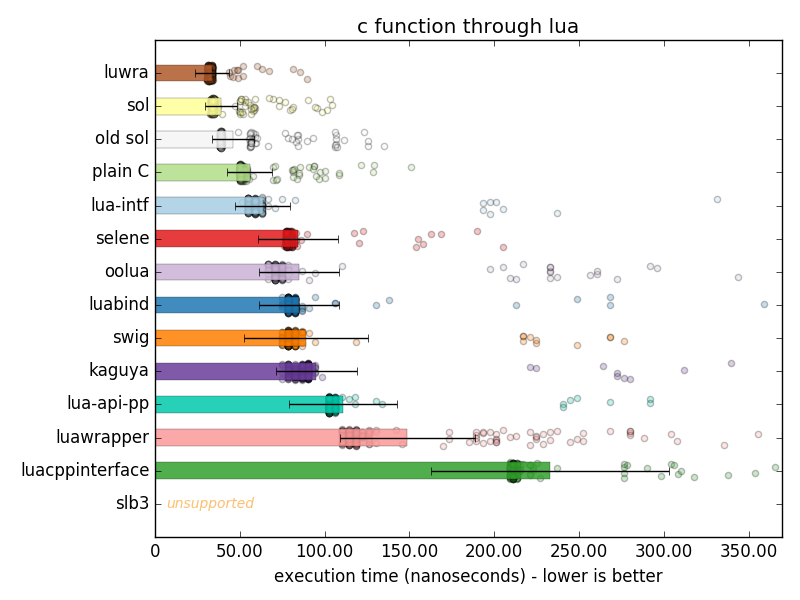 c function through lua
luwra
sol
old sol
plain C
lua-intf
selene
oolua
luabind
swig
kaguya
lua-api-pp
luawrapper
luacppinterface
slb3 unsupported
0 50.00 100.00 150.00 200.00 250.00 300.00 350.00
execution time (nanoseconds) - lower is better